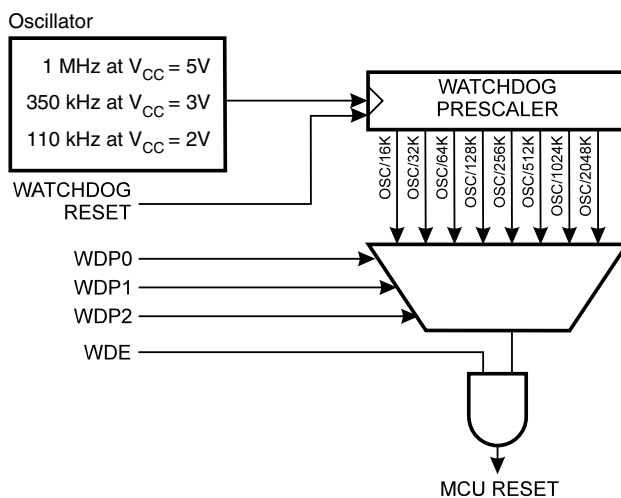 Oscillator
1 MHz at VCC = 5V
350 kHz at VCC = 3V
110 kHz at VCC = 2V
WATCHDOG
PRESCALER
OSC/16K
OSC/32K
OSC/64K
OSC/128K
OSC/256K
OSC/512K
OSC/1024K
OSC/2048K
WATCHDOG
RESET
WDP0
WDP1
WDP2
WDE
MCU RESET